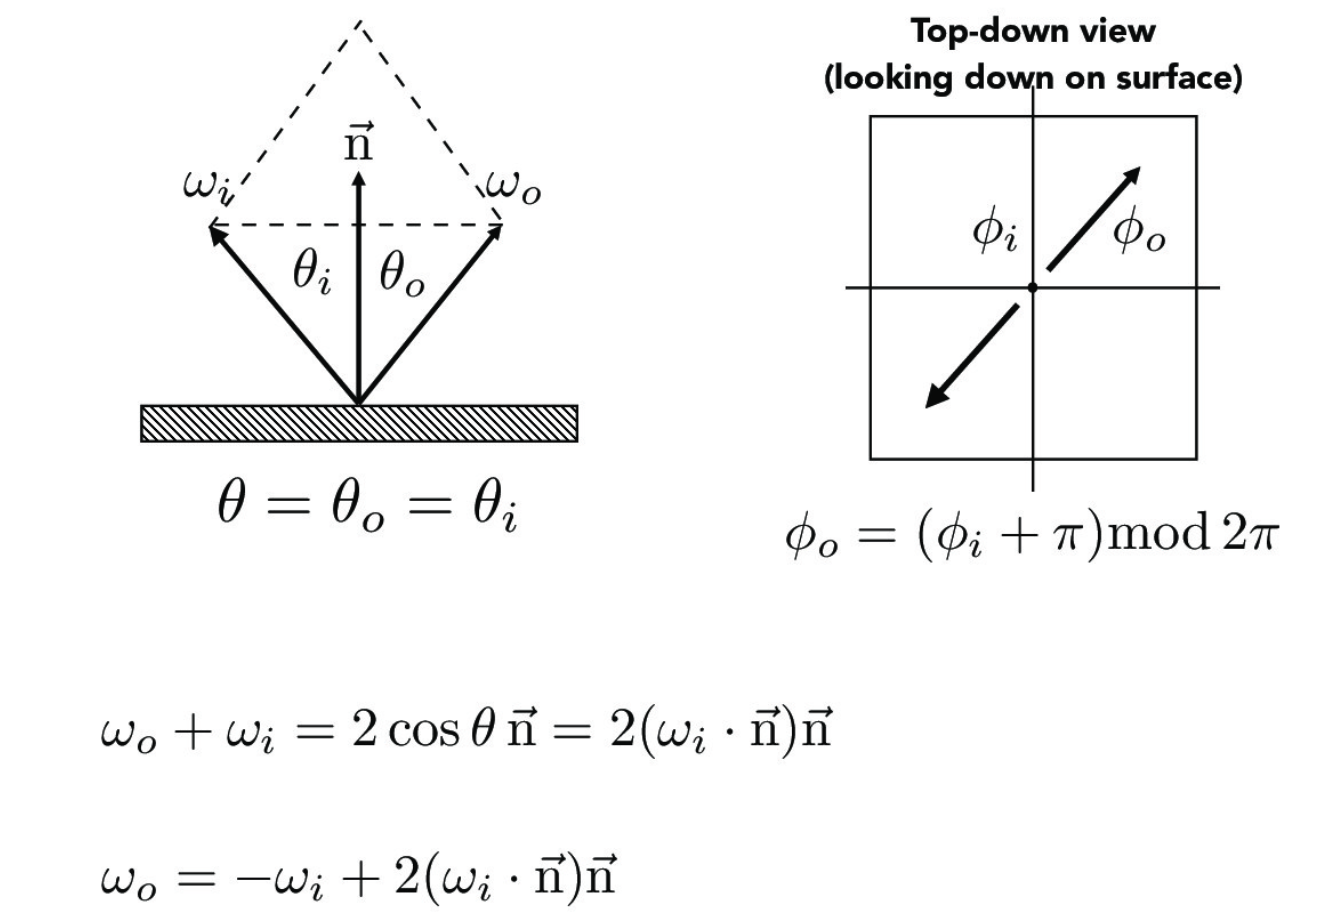 n⃗
ωᵢ
ωₒ
θᵢ
θₒ
θ = θₒ = θᵢ
Top-down view
(looking down on surface)
ϕᵢ
ϕₒ
ϕₒ = (ϕᵢ + π)mod 2π
ωₒ + ωᵢ = 2 cos θ n⃗ = 2(ωᵢ · n⃗)n⃗
ωₒ = −ωᵢ + 2(ωᵢ · n⃗)n⃗